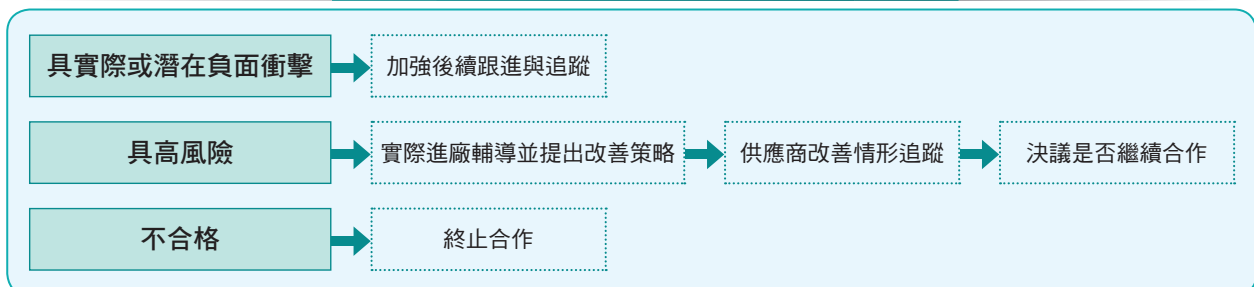 具實際或潛在負面衝擊
加強後續跟進與追蹤
具高風險
實際進廠輔導並提出改善策略
供應商改善情形追蹤
決議是否繼續合作
不合格
終止合作